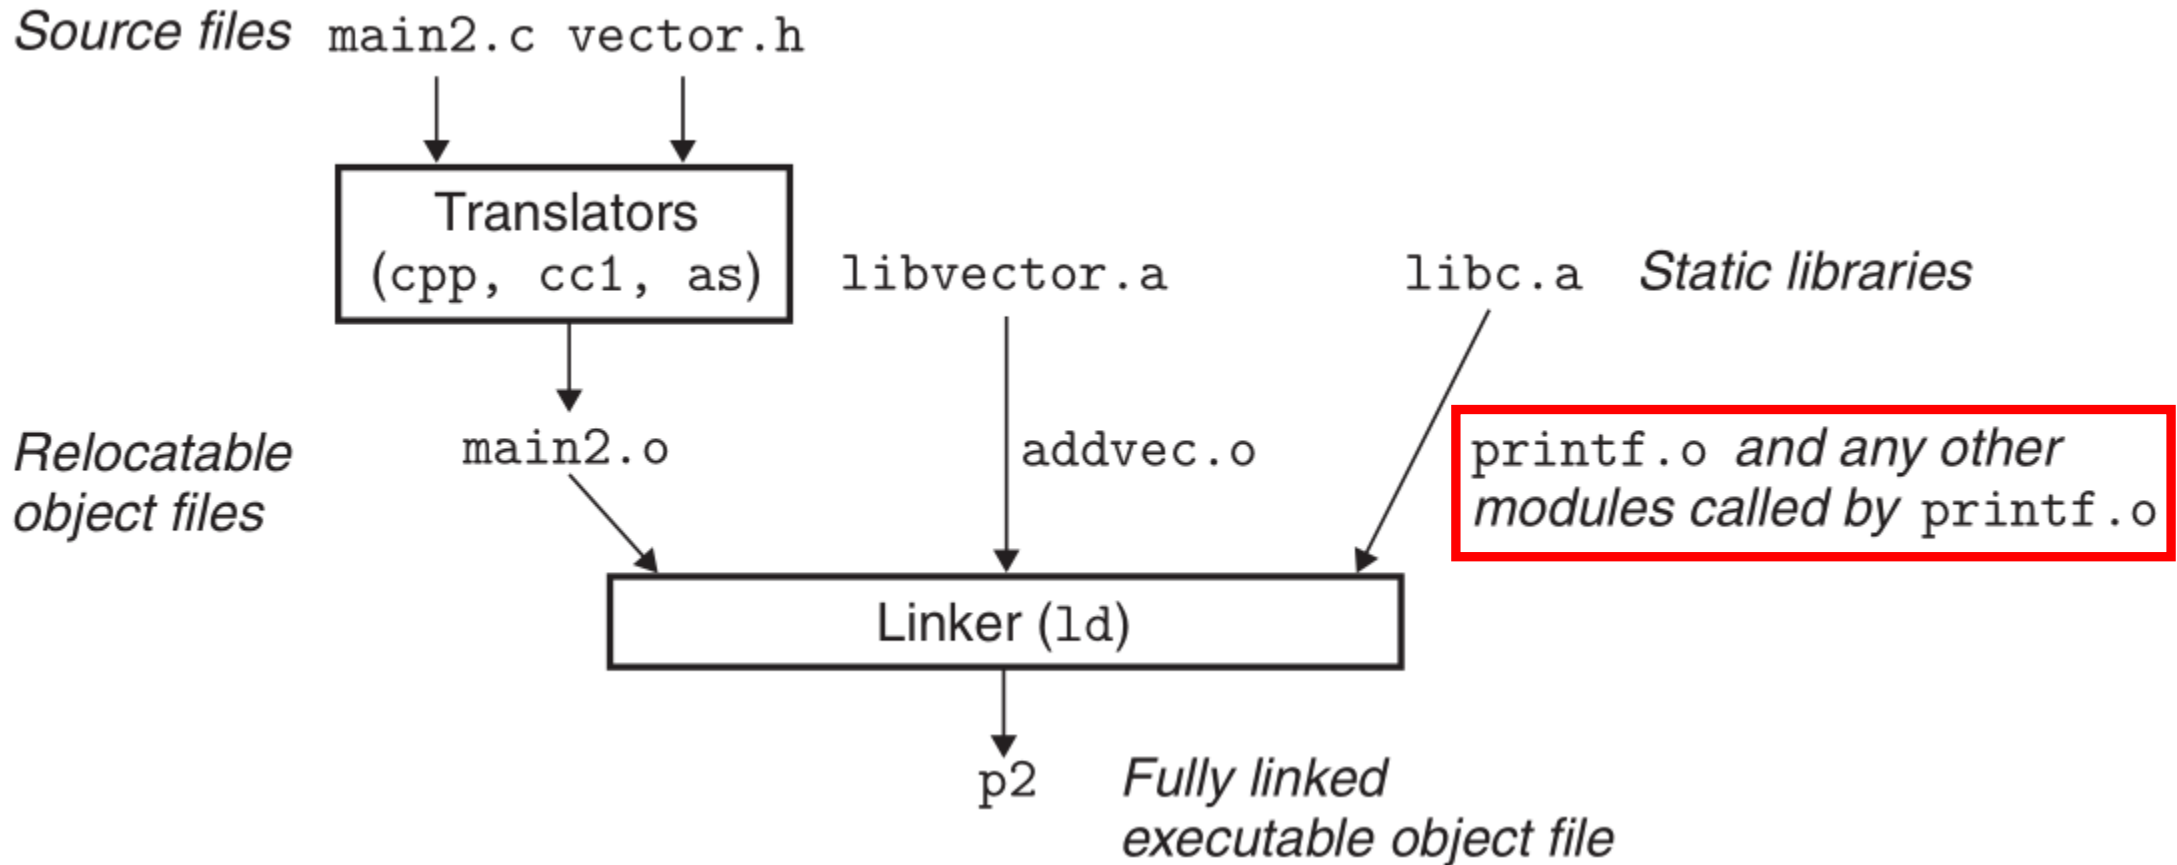 Source files main2.c vector.h
Translators
(cpp, cc1, as)
libvector.a
libc.a Static libraries
Relocatable
object files
main2.o
addvec.o
printf.o and any other
modules called by printf.o
Linker (ld)
p2
Fully linked
executable object file